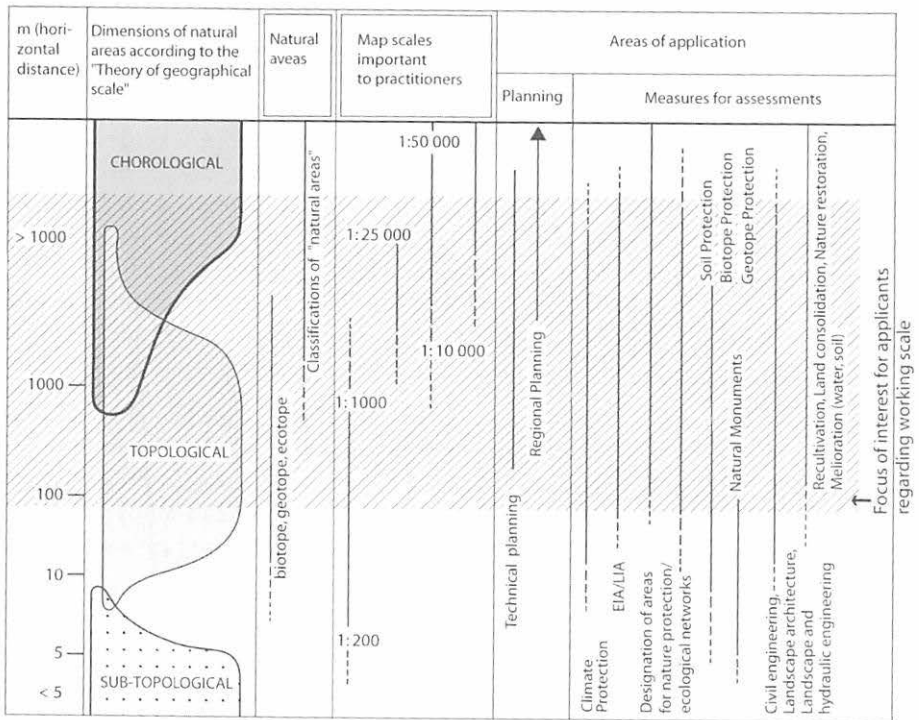 m (hori-
zontal
distance)
Dimensions of natural
areas according to the
"Theory of geographical
scale"
Natural
aveas
Map scales
important
to practitioners
Areas of application
Planning
Measures for assessments
> 1000
1000
100
10
5
< 5
CHOROLOGICAL
TOPOLOGICAL
SUB-TOPOLOGICAL
biotope, geotope, ecotope
Classifications of "natural areas"
1:50 000
1:25 000
1:10 000
1:1000
1:200
Technical planning
Regional Planning
Climate
Protection
EIA/LIA
Designation of areas
for nature protection/
ecological networks
Soil Protection
Biotope Protection
Geotope Protection
Natural Monuments
Civil engineering,
Landscape architecture,
Landscape and
hydraulic engineering
Recultivation, Land consolidation, Nature restoration,
Melioration (water, soil)
Focus of interest for applicants
regarding working scale